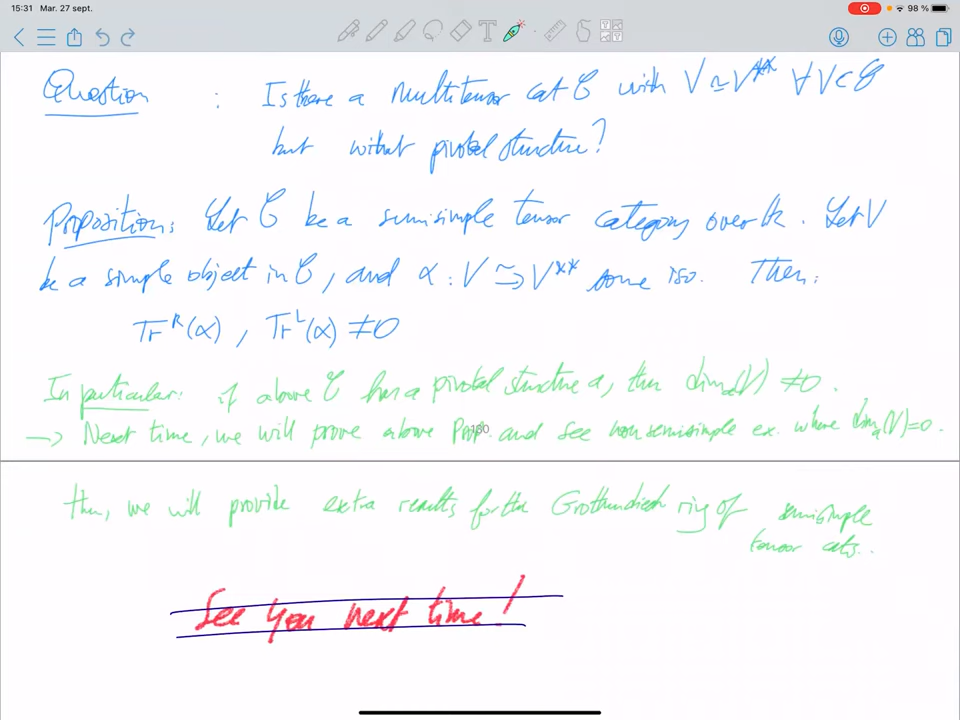 15:31 Mar. 27 sept. 98 %
Question : Is there a multitensor cat C with V ≃ V** ∀ V ∈ C
but without pivotal structure?
Proposition: Let C be a semisimple tensor category over k. Let V
be a simple object in C, and α : V ≃→ V** some iso. Then:
Tr^R(α), Tr^L(α) ≠ 0
In particular: if above C has a pivotal structure a, then dim_a(V) ≠ 0.
→ Next time, we will prove above Prop. and see nonsemisimple ex. where dim_a(V)=0.
then, we will provide extra results for the Grothendieck ring of semisimple
tensor cats.
See you next time!